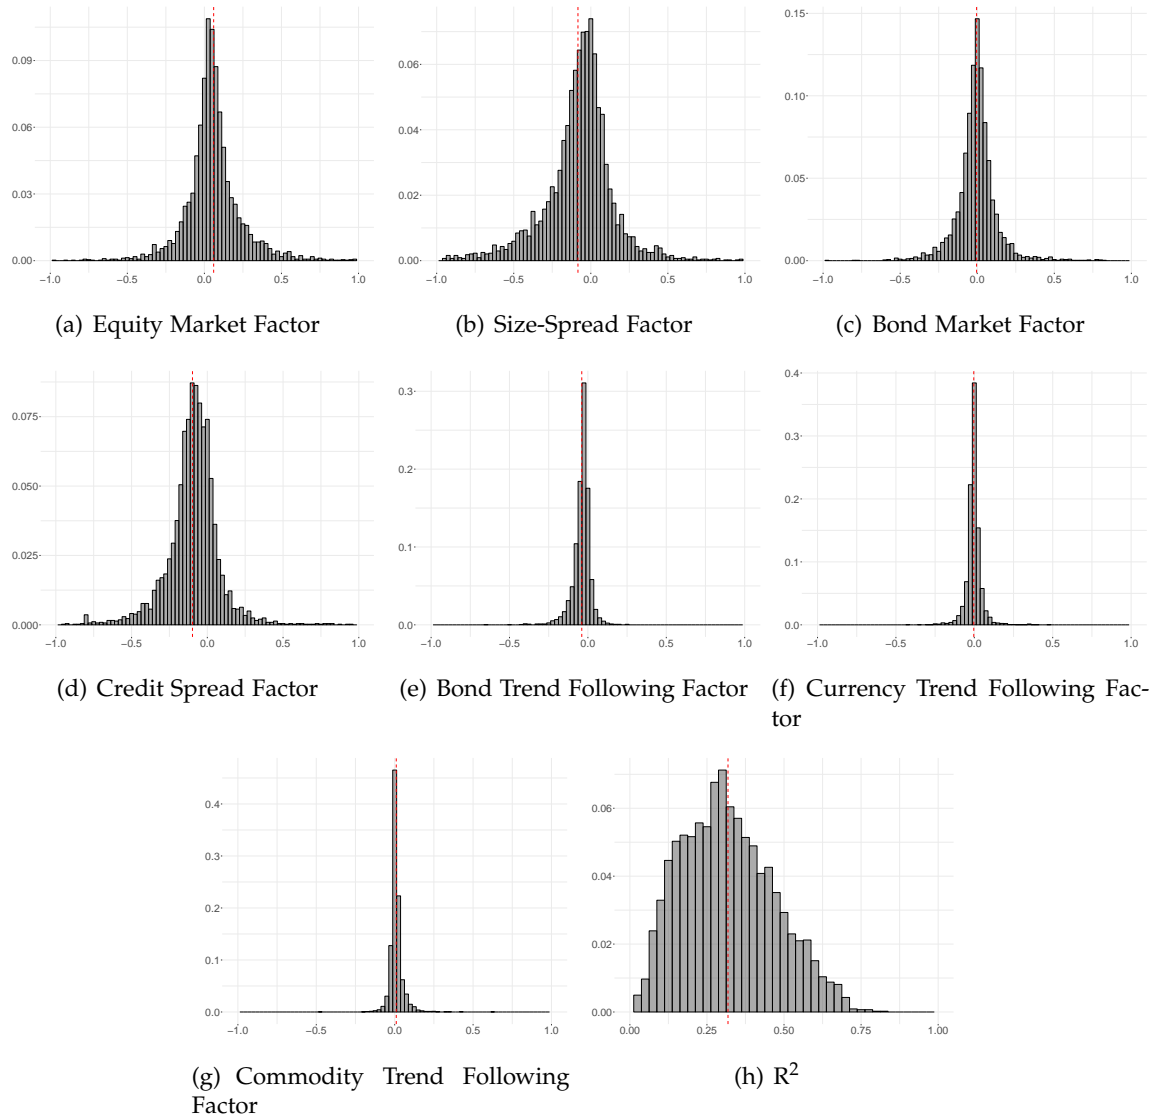 0.09
0.06
0.03
0.00
−1.0 −0.5 0.0 0.5 1.0
(a) Equity Market Factor
0.06
0.04
0.02
0.00
−1.0 −0.5 0.0 0.5 1.0
(b) Size-Spread Factor
0.15
0.10
0.05
0.00
−1.0 −0.5 0.0 0.5 1.0
(c) Bond Market Factor
0.075
0.050
0.025
0.000
−1.0 −0.5 0.0 0.5 1.0
(d) Credit Spread Factor
0.3
0.2
0.1
0.0
−1.0 −0.5 0.0 0.5 1.0
(e) Bond Trend Following Factor
0.4
0.3
0.2
0.1
0.0
−1.0 −0.5 0.0 0.5 1.0
(f) Currency Trend Following Fac-
tor
0.4
0.3
0.2
0.1
0.0
−1.0 −0.5 0.0 0.5 1.0
(g) Commodity Trend Following
Factor
0.06
0.04
0.02
0.00
0.00 0.25 0.50 0.75 1.00
(h) R²